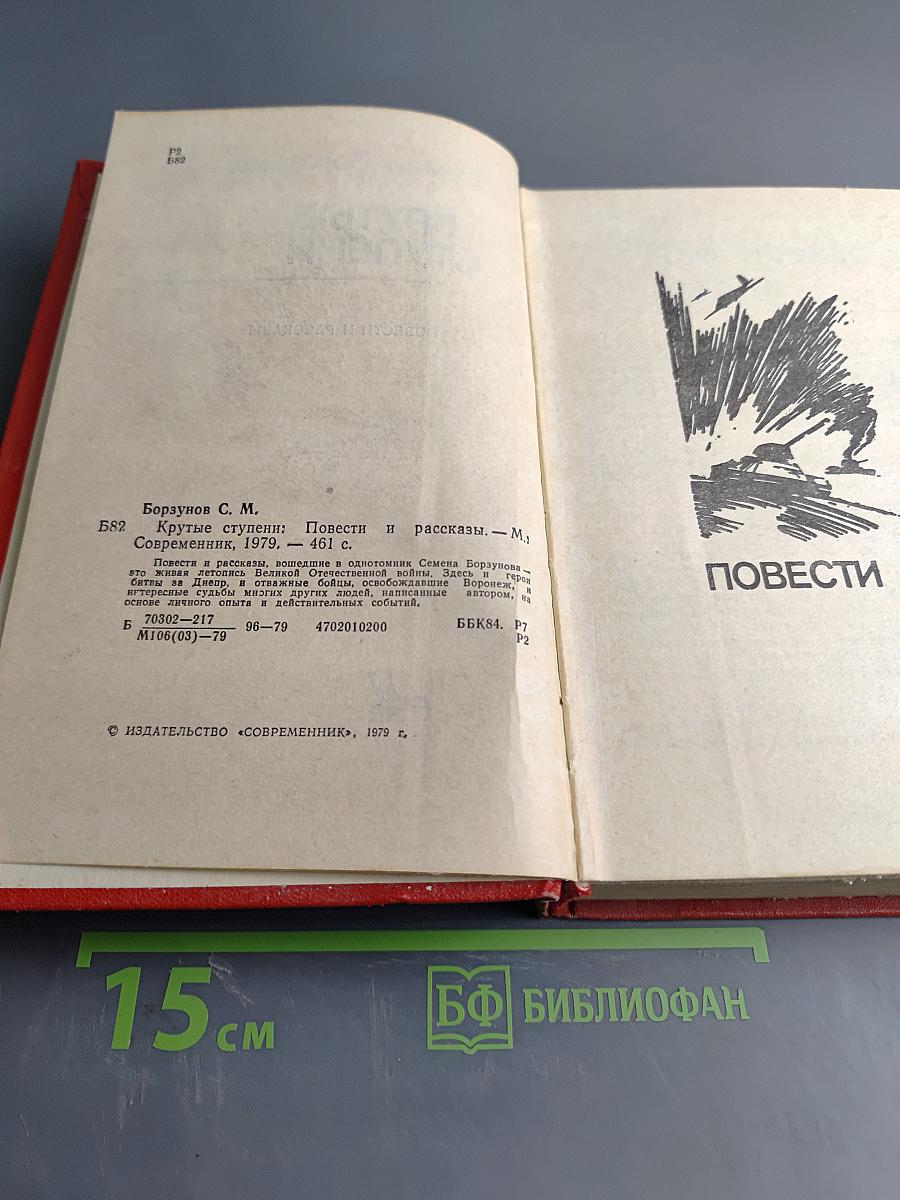 Р2
Б82
Борзунов С. М.
Б82 Крутые ступени: Повести и рассказы. — М.:
Современник, 1979. — 461 с.
Повести и рассказы, вошедшие в однотомник Семена Борзунова —
это живая летопись Великой Отечественной войны. Здесь и герои
битвы за Днепр, и отважные бойцы, освобождавшие Воронеж, и
интересные судьбы многих других людей, написанные автором, на
основе личного опыта и действительных событий.
Б 70302—217 96—79 4702010200 ББК84. Р7
М106(03)—79 Р2
© ИЗДАТЕЛЬСТВО «СОВРЕМЕННИК», 1979 г.
ПОВЕСТИ
15 см
БФ БИБЛИОФАН